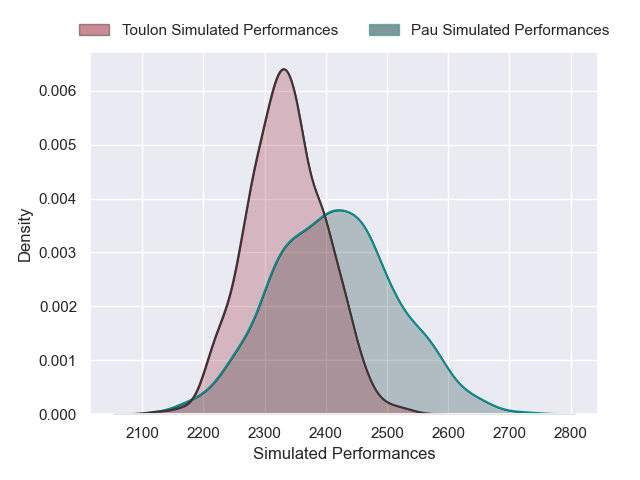 Toulon Simulated Performances Pau Simulated Performances
0.006
0.005
0.004
0.003
0.002
0.001
0.000
Density
2100 2200 2300 2400 2500 2600 2700 2800
Simulated Performances